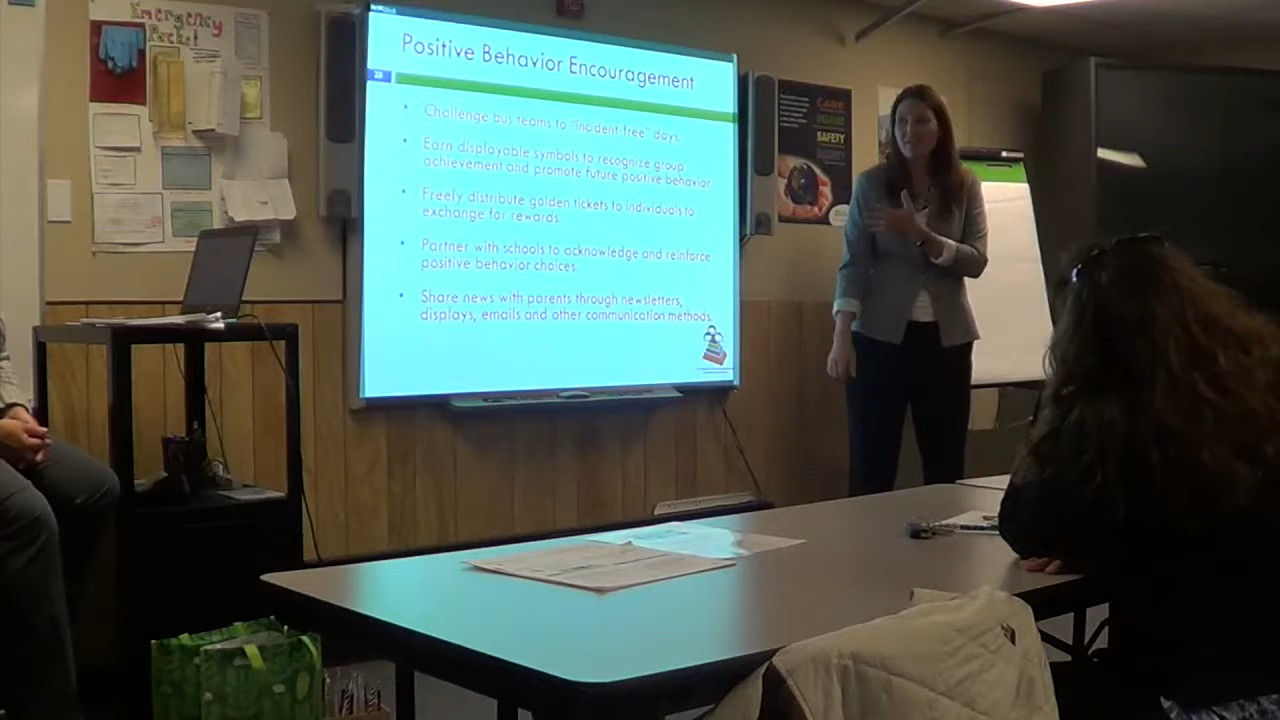 Emergency
Packet
Positive Behavior Encouragement
28
• Challenge bus teams to "incident-free" days.
• Earn displayable symbols to recognize group
achievement and promote future positive behavior.
• Freely distribute golden tickets to individuals to
exchange for rewards.
• Partner with schools to acknowledge and reinforce
positive behavior choices.
• Share news with parents through newsletters,
displays, emails and other communication methods.
CARE
SAFETY